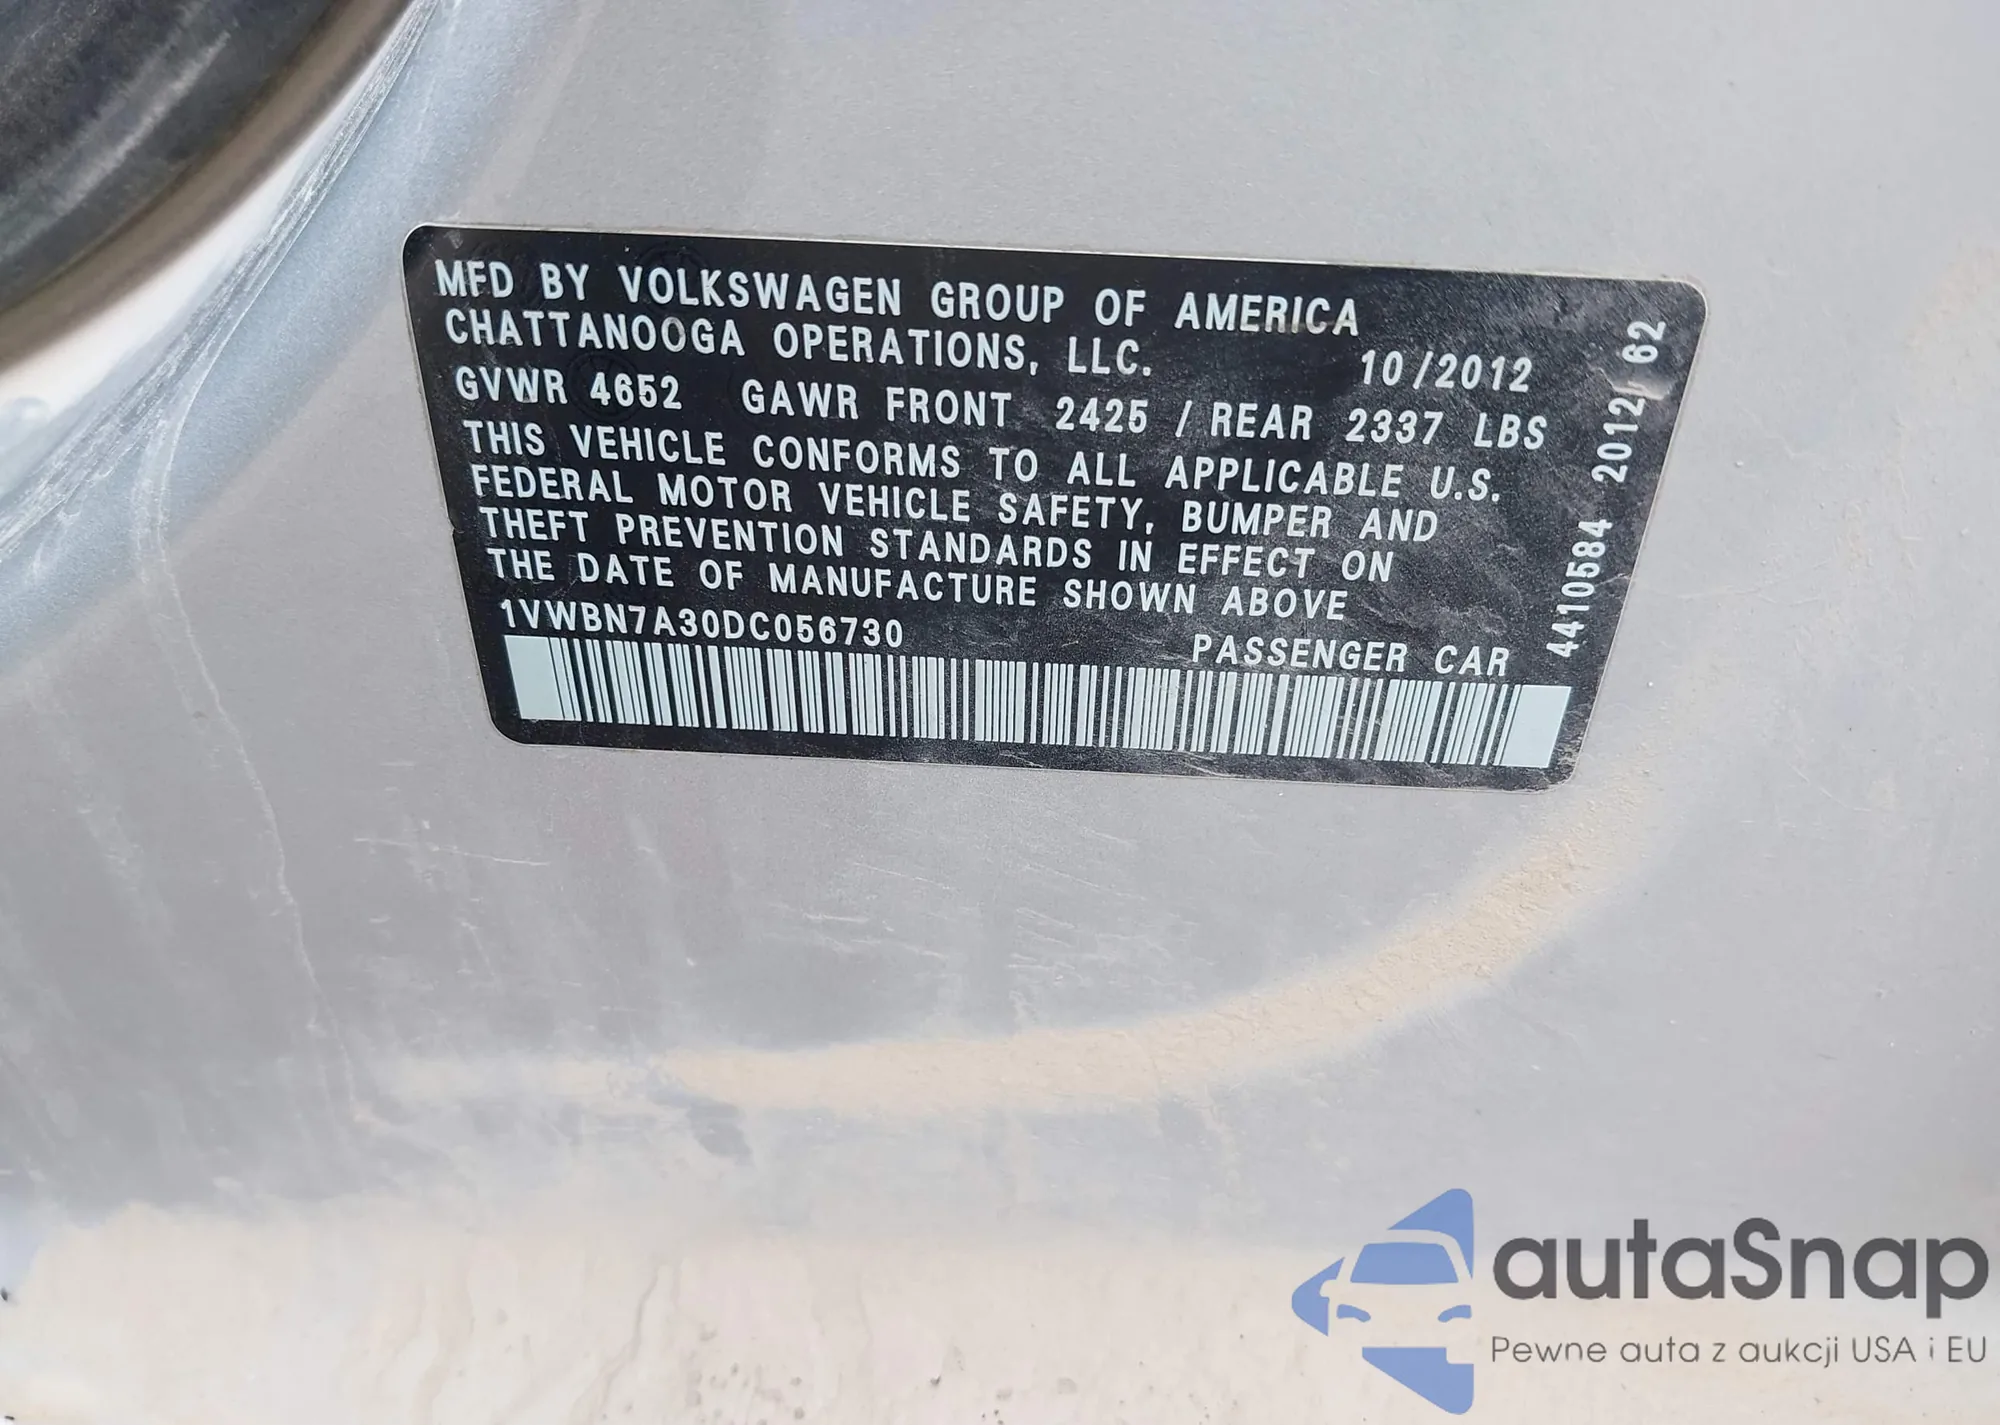 MFD BY VOLKSWAGEN GROUP OF AMERICA
CHATTANOOGA OPERATIONS, LLC. 10/2012
GVWR 4652 GAWR FRONT 2425 / REAR 2337 LBS
THIS VEHICLE CONFORMS TO ALL APPLICABLE U.S.
FEDERAL MOTOR VEHICLE SAFETY, BUMPER AND
THEFT PREVENTION STANDARDS IN EFFECT ON
THE DATE OF MANUFACTURE SHOWN ABOVE
1VWBN7A30DC056730 PASSENGER CAR
4410584 2012/62
autaSnap
Pewne auta z aukcji USA i EU